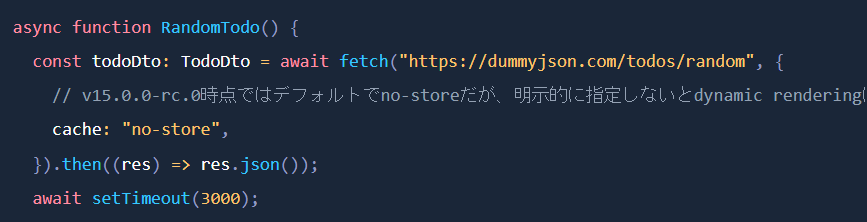 async function RandomTodo() {
const todoDto: TodoDto = await fetch("https://dummyjson.com/todos/random", {
// v15.0.0-rc.0時点ではデフォルトでno-storeだが、明示的に指定しないとdynamic rendering
cache: "no-store",
}).then((res) => res.json());
await setTimeout(3000);